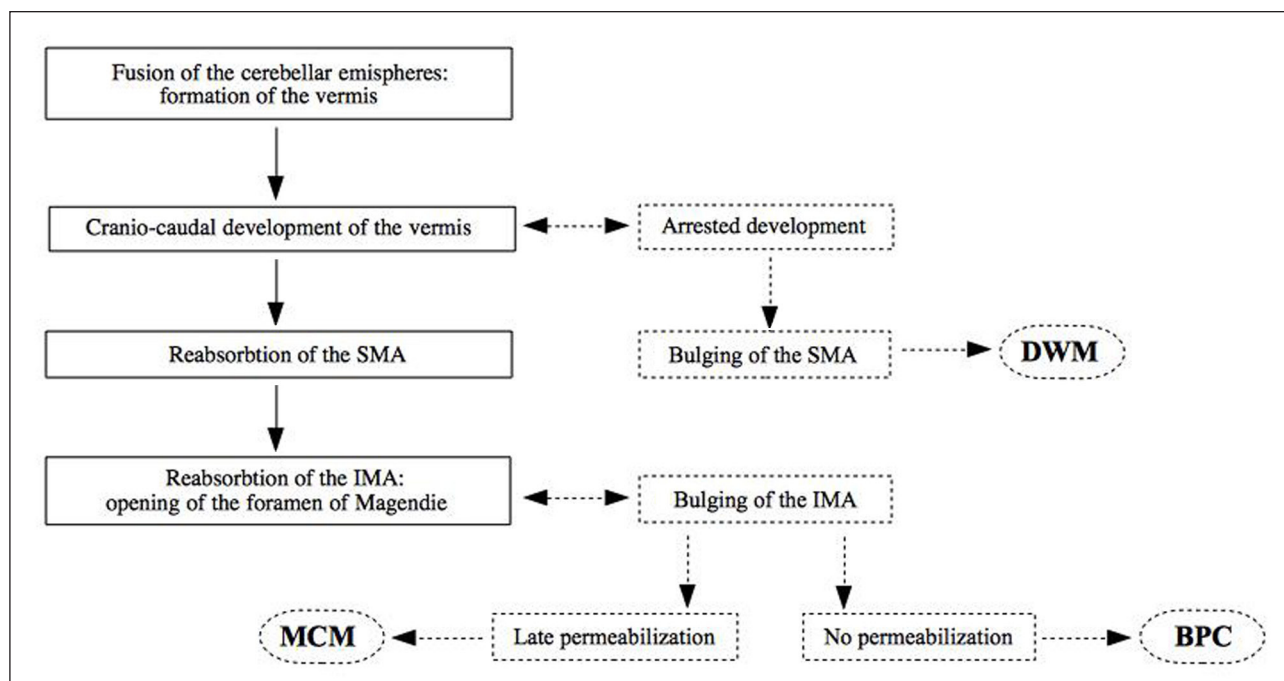 Fusion of the cerebellar emispheres:
formation of the vermis
Cranio-caudal development of the vermis
Arrested development
Reabsorbtion of the SMA
Bulging of the SMA
DWM
Reabsorbtion of the IMA:
opening of the foramen of Magendie
Bulging of the IMA
MCM
Late permeabilization
No permeabilization
BPC